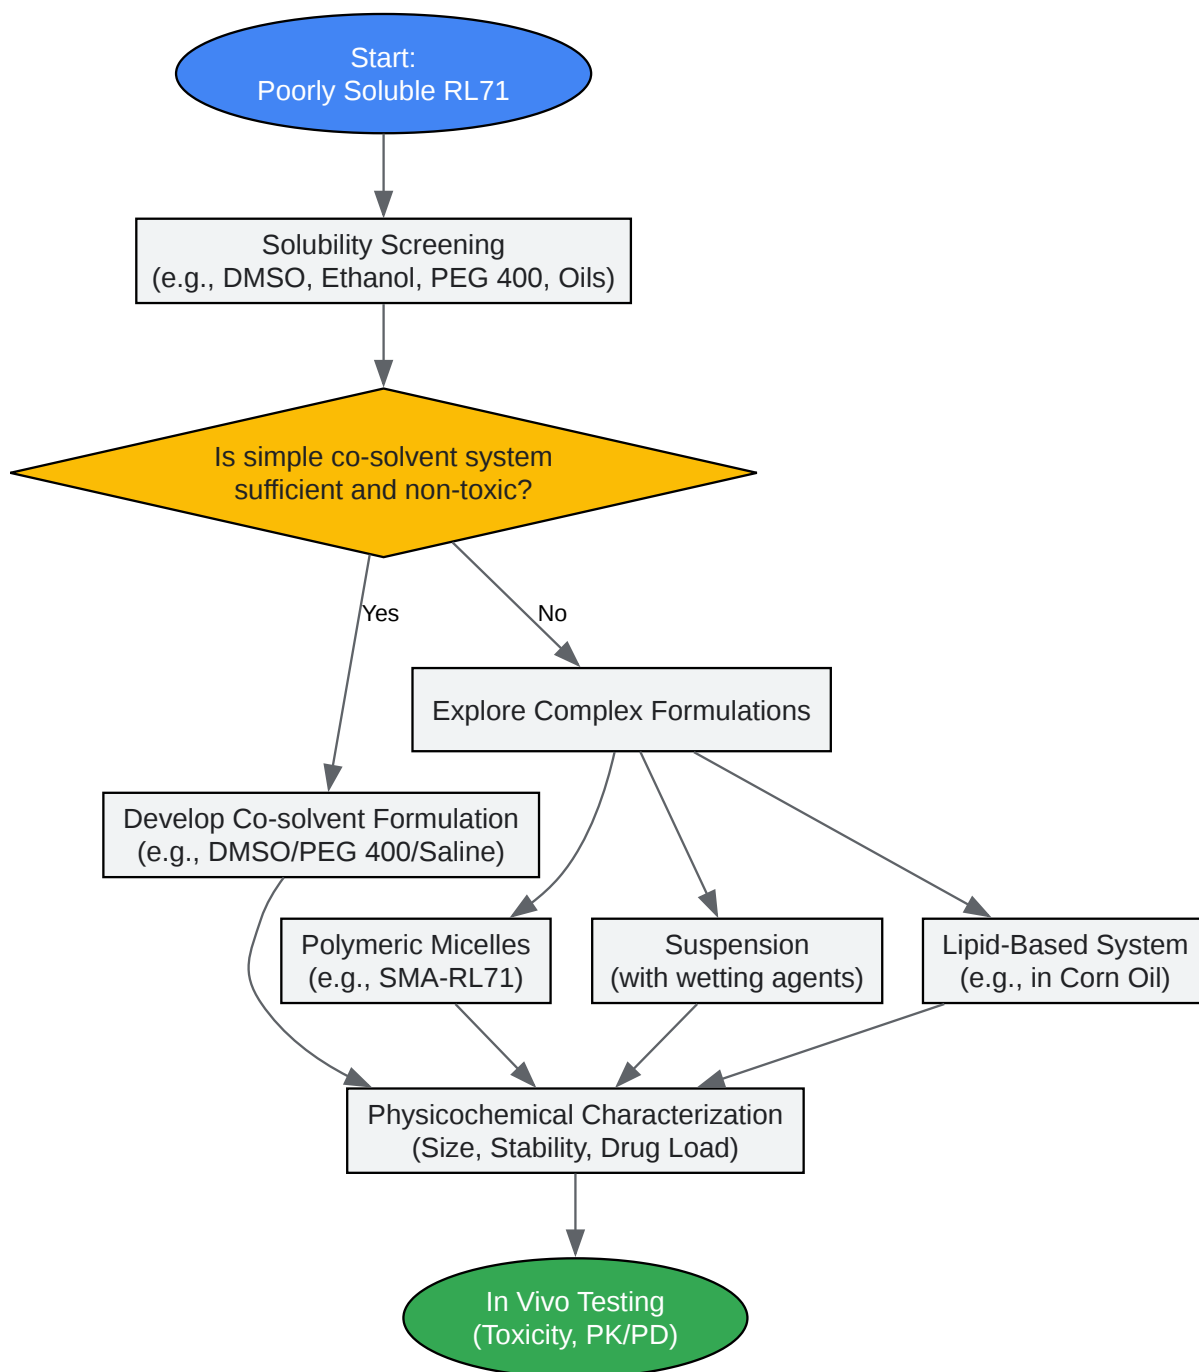 Start:
Poorly Soluble RL71
Solubility Screening
(e.g., DMSO, Ethanol, PEG 400, Oils)
Is simple co-solvent system
sufficient and non-toxic?
Yes
No
Explore Complex Formulations
Develop Co-solvent Formulation
(e.g., DMSO/PEG 400/Saline)
Polymeric Micelles
(e.g., SMA-RL71)
Suspension
(with wetting agents)
Lipid-Based System
(e.g., in Corn Oil)
Physicochemical Characterization
(Size, Stability, Drug Load)
In Vivo Testing
(Toxicity, PK/PD)